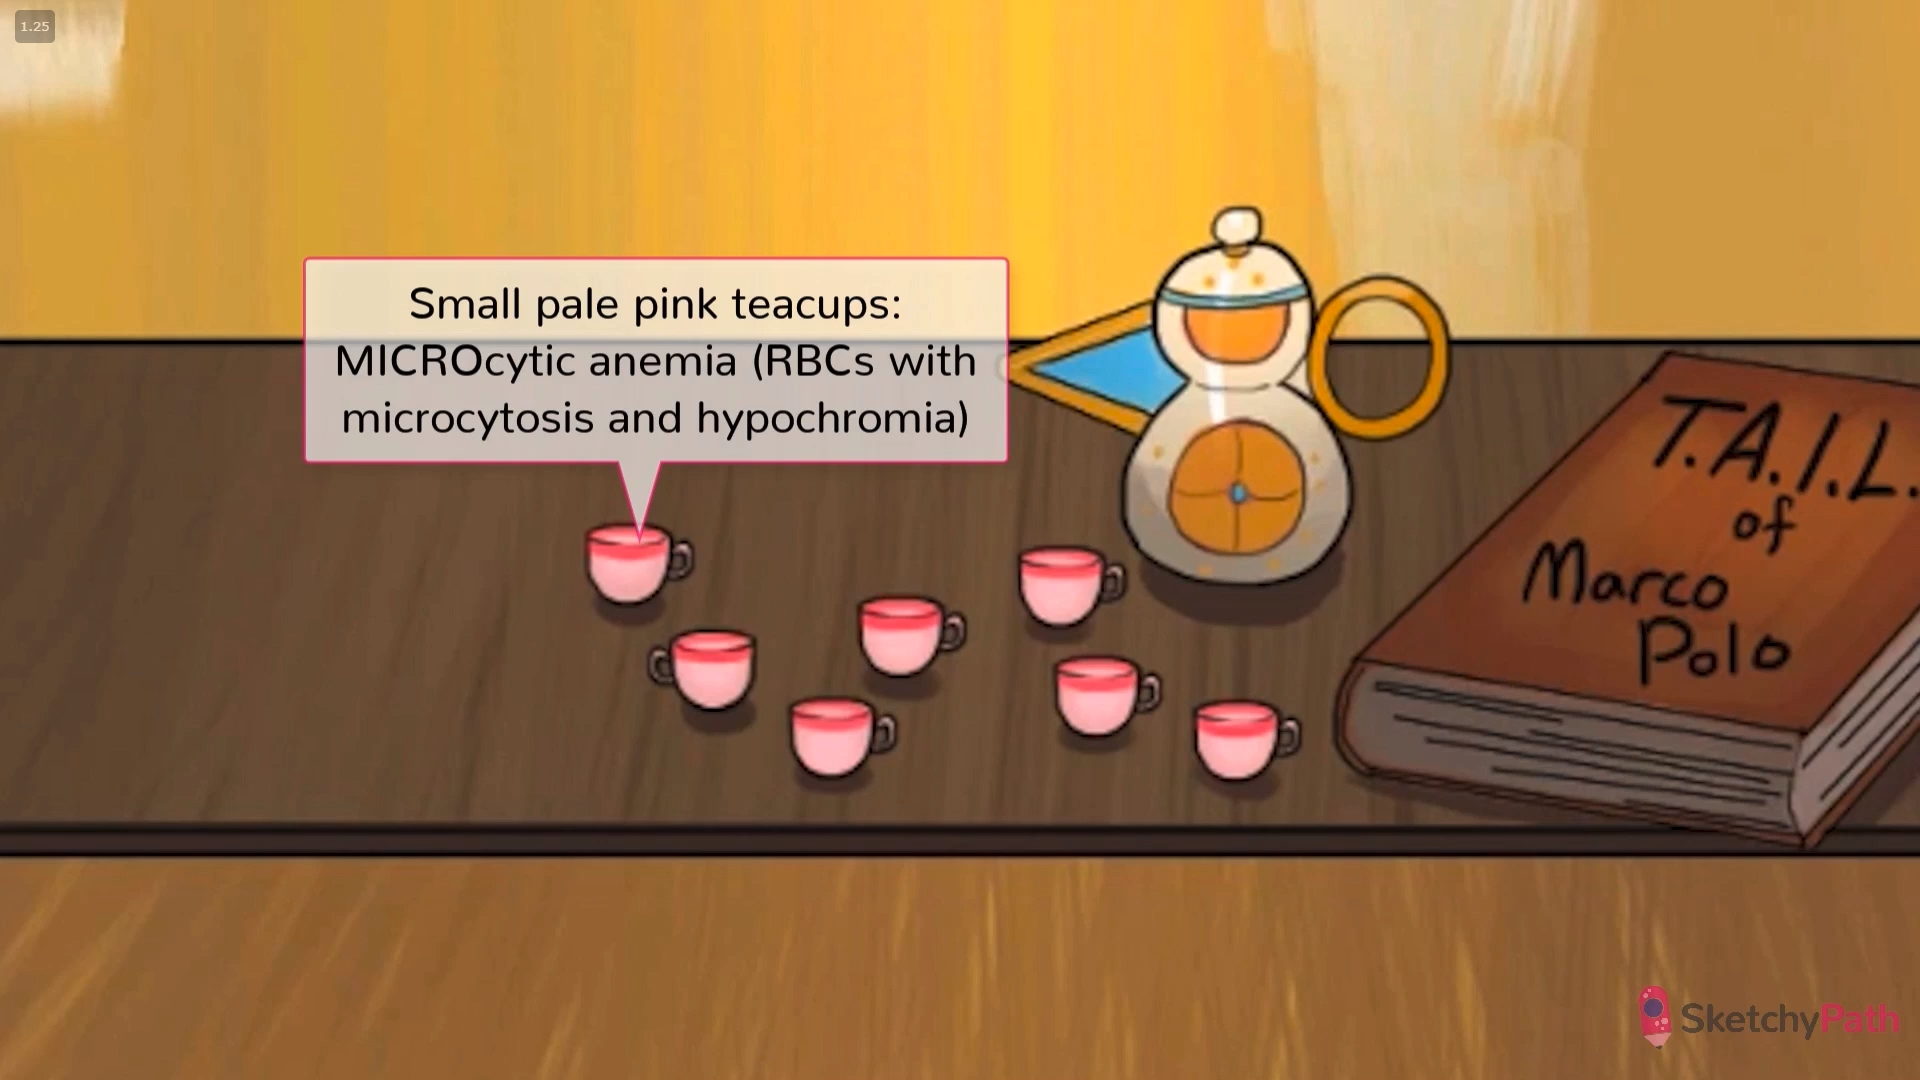 1.25
Small pale pink teacups:
MICROcytic anemia (RBCs with
microcytosis and hypochromia)
T.A.I.L.
of
Marco
Polo
SketchyPath